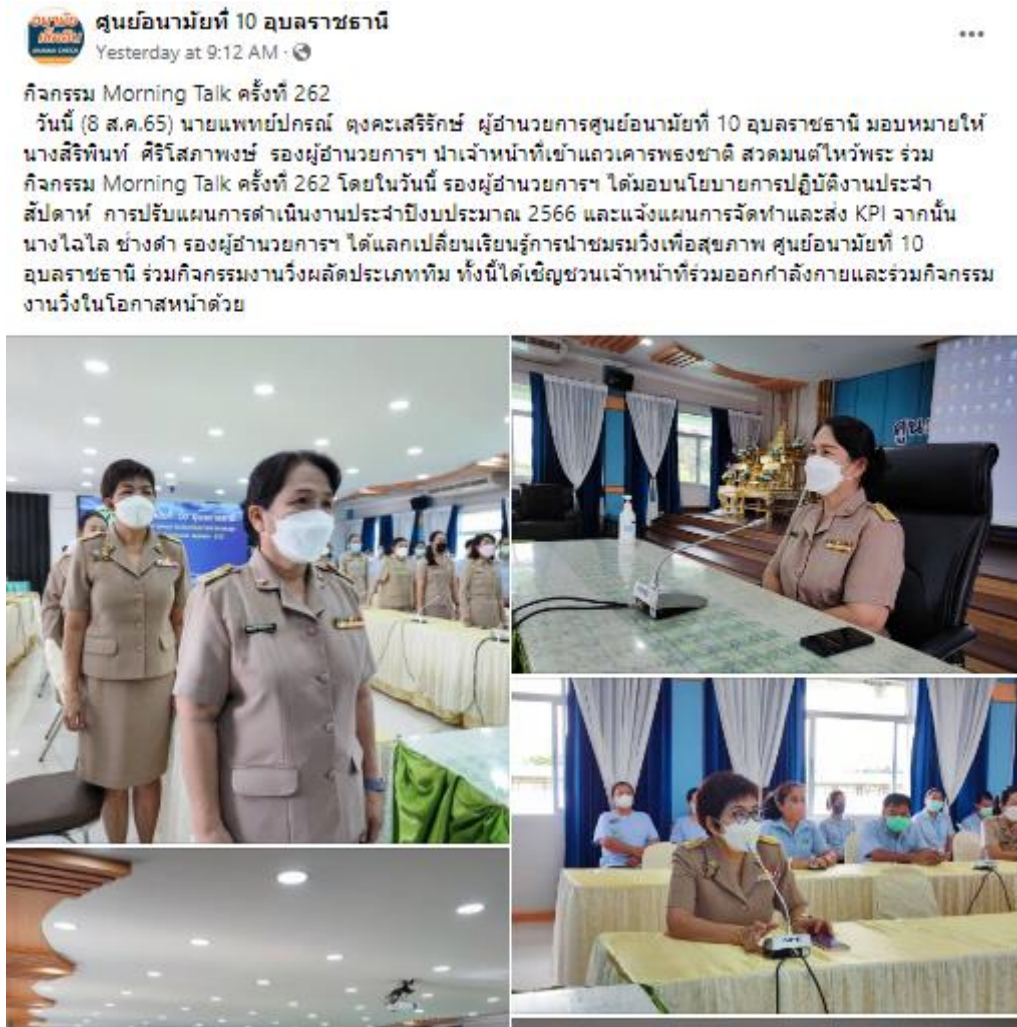 ศูนย์อนามัยที่ 10 อุบลราชธานี
Yesterday at 9:12 AM ·
กิจกรรม Morning Talk ครั้งที่ 262
วันนี้ (8 ส.ค.65) นายแพทย์ปกรณ์ ตุงคะเสรีรักษ์ ผู้อำนวยการศูนย์อนามัยที่ 10 อุบลราชธานี มอบหมายให้
นางสิริพินท์ ศิริโสภาพงษ์ รองผู้อำนวยการฯ นำเจ้าหน้าที่เข้าแถวเคารพธงชาติ สวดมนต์ไหว้พระ ร่วม
กิจกรรม Morning Talk ครั้งที่ 262 โดยในวันนี้ รองผู้อำนวยการฯ ได้มอบนโยบายการปฏิบัติงานประจำ
สัปดาห์ การปรับแผนการดำเนินงานประจำปีงบประมาณ 2566 และแจ้งแผนการจัดทำและส่ง KPI จากนั้น
นางไฉไล ช่างดำ รองผู้อำนวยการฯ ได้แลกเปลี่ยนเรียนรู้การนำชมรมวิ่งเพื่อสุขภาพ ศูนย์อนามัยที่ 10
อุบลราชธานี ร่วมกิจกรรมงานวิ่งผลัดประเภททีม ทั้งนี้ได้เชิญชวนเจ้าหน้าที่ร่วมออกกำลังกายและร่วมกิจกรรม
งานวิ่งในโอกาสหน้าด้วย
ศูน